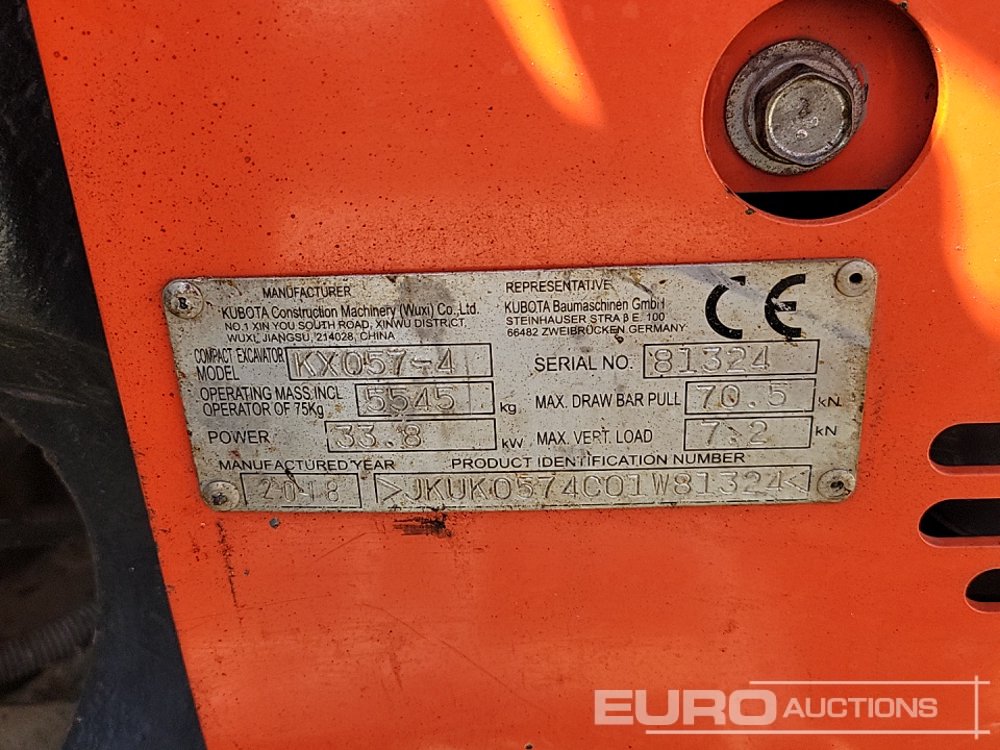 MANUFACTURER
KUBOTA Construction Machinery (Wuxi) Co.,Ltd.
NO.1 XIN YOU SOUTH ROAD, XINWU DISTRICT,
WUXI, JIANGSU, 214028, CHINA
REPRESENTATIVE
KUBOTA Baumaschinen GmbH
STEINHAUSER STRA β E. 100
66482 ZWEIBRÜCKEN GERMANY
CE
COMPACT EXCAVATOR
MODEL KX057-4
SERIAL NO. 81324
OPERATING MASS INCL
OPERATOR OF 75Kg 5545 kg
MAX. DRAW BAR PULL 70.5 kN
POWER 33.8 kW
MAX. VERT. LOAD 7.2 kN
MANUFACTURED YEAR
2018
PRODUCT IDENTIFICATION NUMBER
>JKUK0574C01W81324<
EURO AUCTIONS